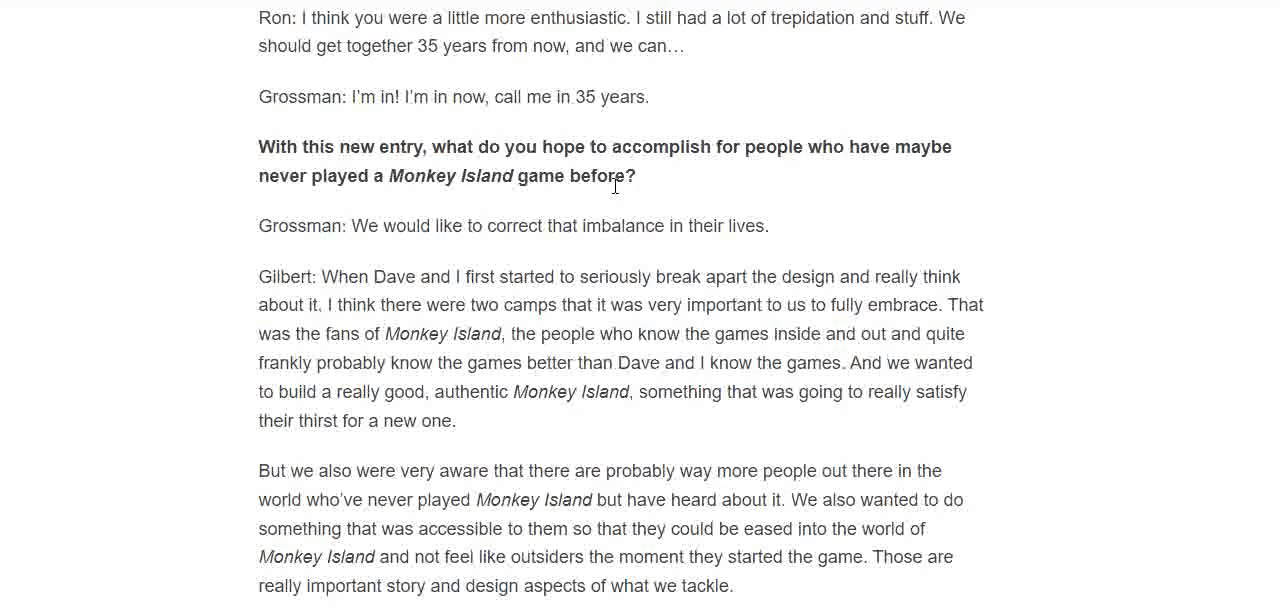 Ron: I think you were a little more enthusiastic. I still had a lot of trepidation and stuff. We
should get together 35 years from now, and we can…
Grossman: I’m in! I’m in now, call me in 35 years.
With this new entry, what do you hope to accomplish for people who have maybe
never played a Monkey Island game before?
Grossman: We would like to correct that imbalance in their lives.
Gilbert: When Dave and I first started to seriously break apart the design and really think
about it. I think there were two camps that it was very important to us to fully embrace. That
was the fans of Monkey Island, the people who know the games inside and out and quite
frankly probably know the games better than Dave and I know the games. And we wanted
to build a really good, authentic Monkey Island, something that was going to really satisfy
their thirst for a new one.
But we also were very aware that there are probably way more people out there in the
world who’ve never played Monkey Island but have heard about it. We also wanted to do
something that was accessible to them so that they could be eased into the world of
Monkey Island and not feel like outsiders the moment they started the game. Those are
really important story and design aspects of what we tackle.